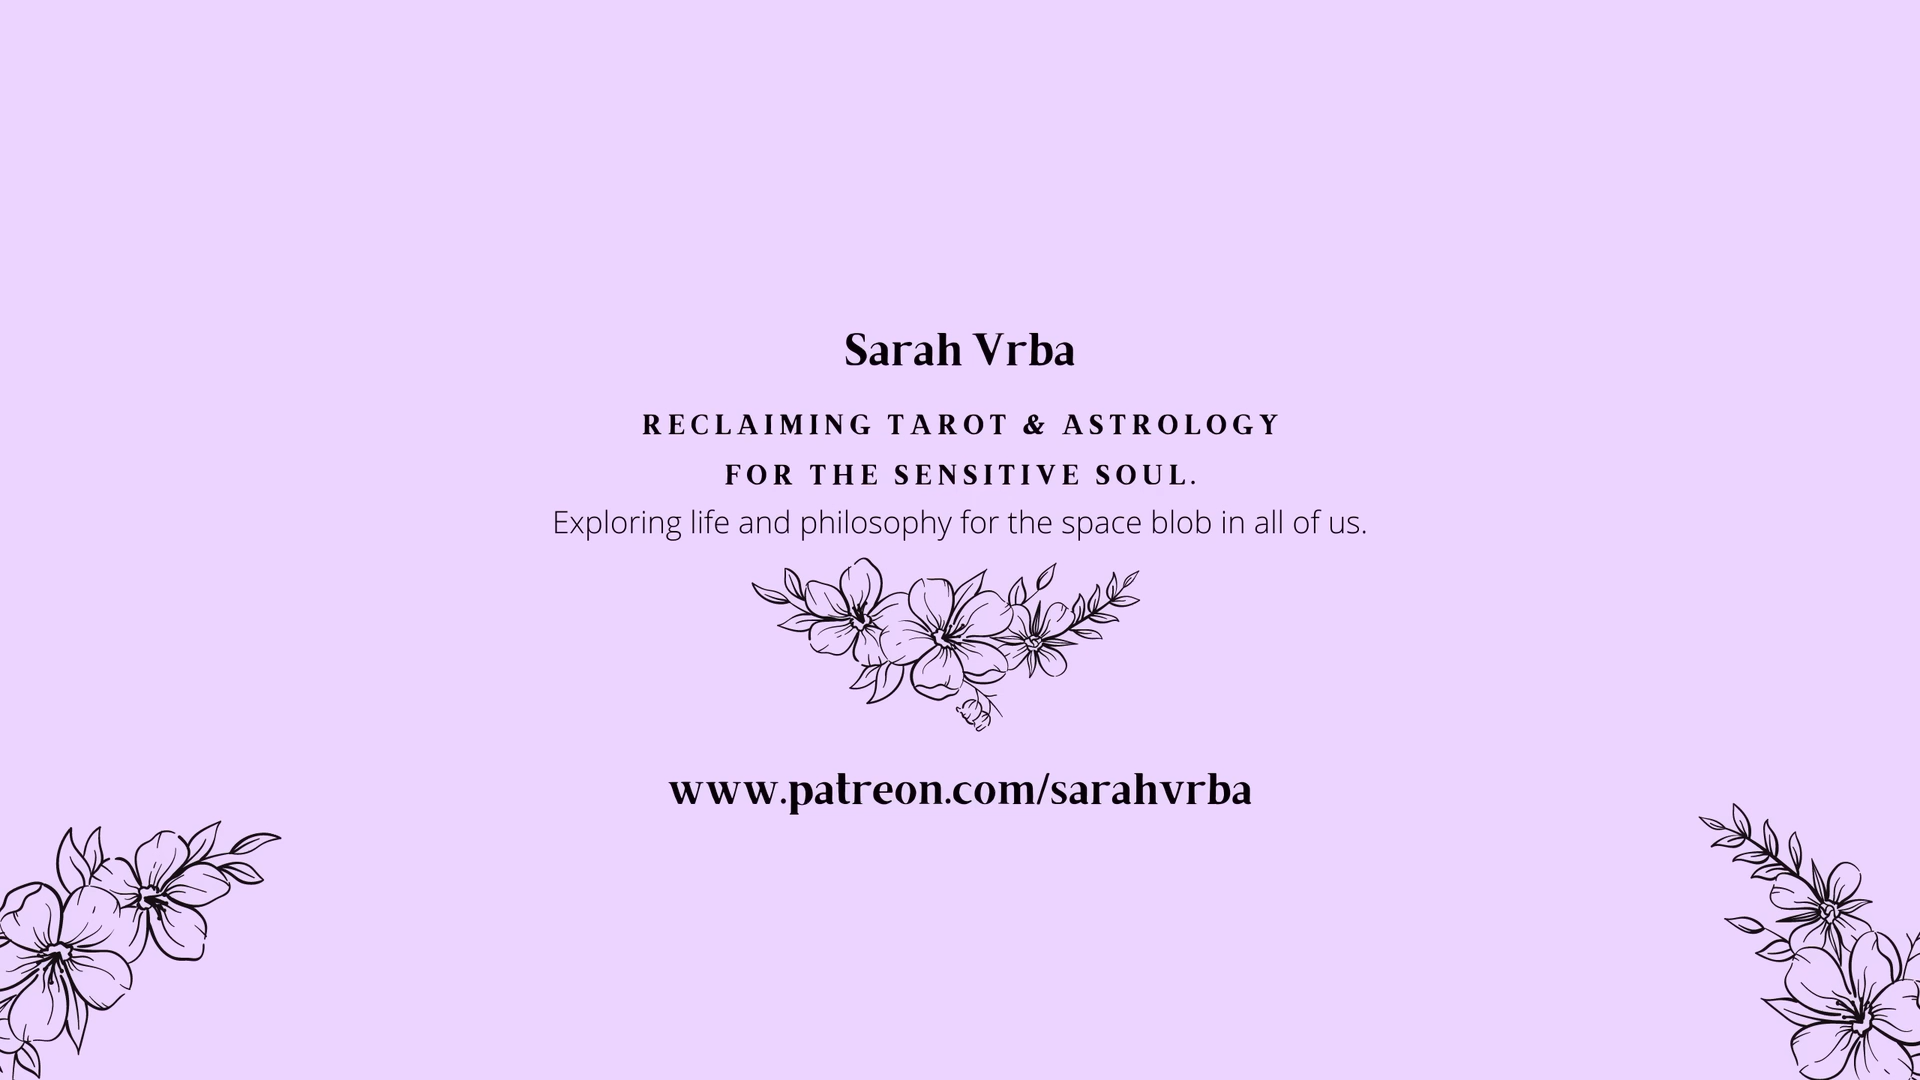 Sarah Vrba
RECLAIMING TAROT & ASTROLOGY
FOR THE SENSITIVE SOUL.
Exploring life and philosophy for the space blob in all of us.
www.patreon.com/sarahvrba